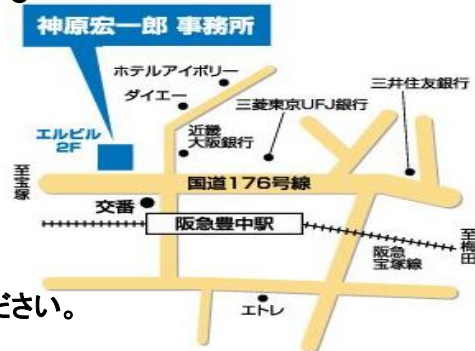 神原宏一郎 事務所
ホテルアイボリー
ダイエー
三井住友銀行
三菱東京UFJ銀行
近畿
大阪銀行
エルビル
2F
至宝塚
国道176号線
交番
阪急豊中駅
至梅田
阪急
宝塚線
ださい。
エトレ